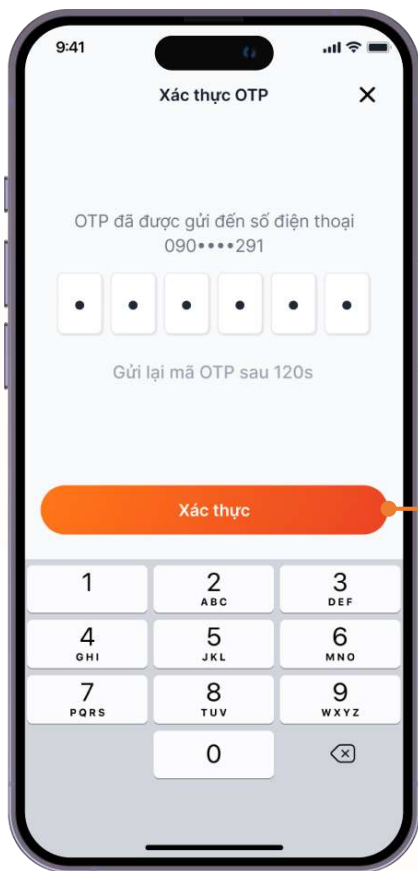 9:41
Xác thực OTP
OTP đã được gửi đến số điện thoại
090••••291
• • • • • •
Gửi lại mã OTP sau 120s
Xác thực
1 2 3
ABC DEF
4 5 6
GHI JKL MNO
7 8 9
PQRS TUV WXYZ
0